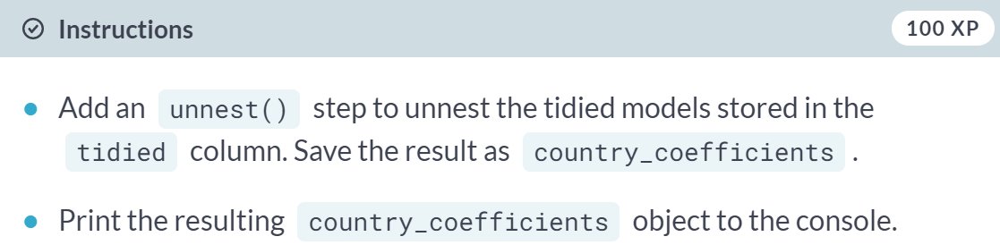 Instructions 100 XP
Add an unnest() step to unnest the tidied models stored in the
tidied column. Save the result as country_coefficients .
Print the resulting country_coefficients object to the console.